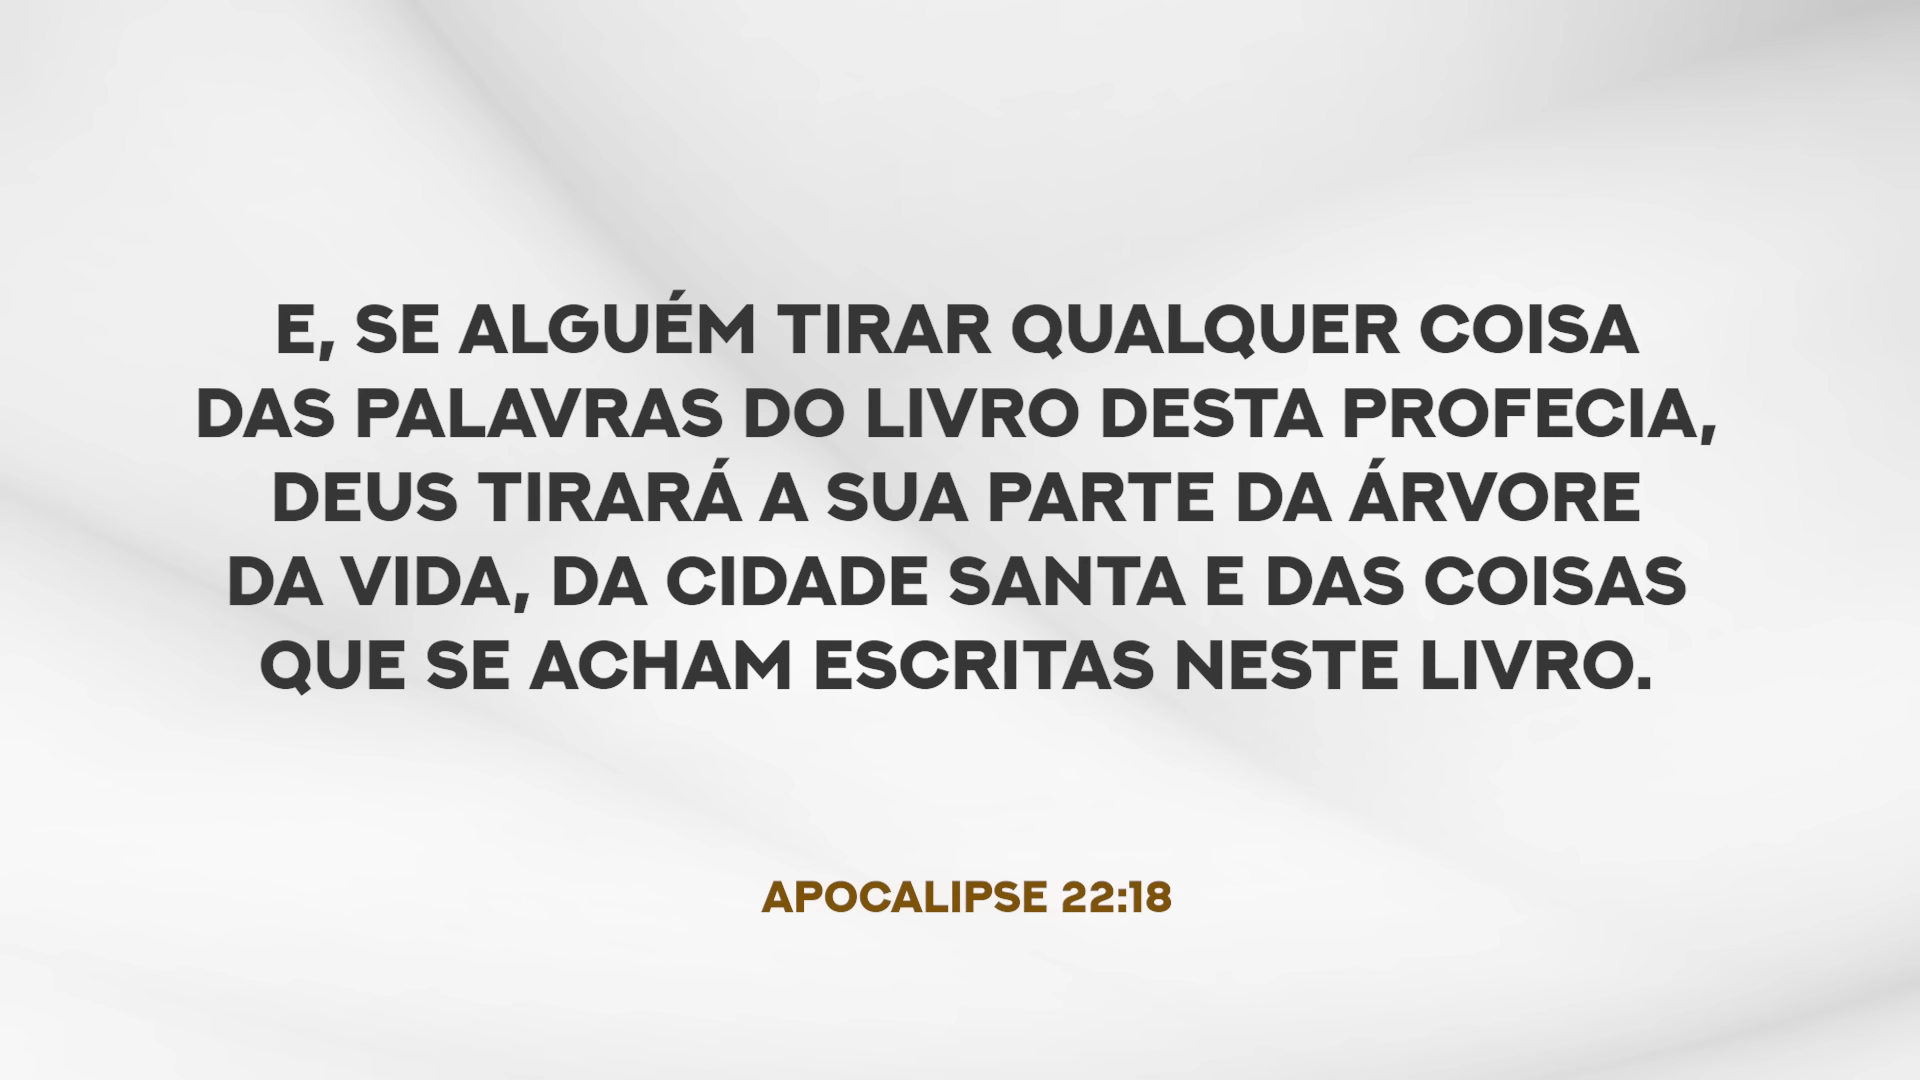 E, SE ALGUÉM TIRAR QUALQUER COISA
DAS PALAVRAS DO LIVRO DESTA PROFECIA,
DEUS TIRARÁ A SUA PARTE DA ÁRVORE
DA VIDA, DA CIDADE SANTA E DAS COISAS
QUE SE ACHAM ESCRITAS NESTE LIVRO.
APOCALIPSE 22:18